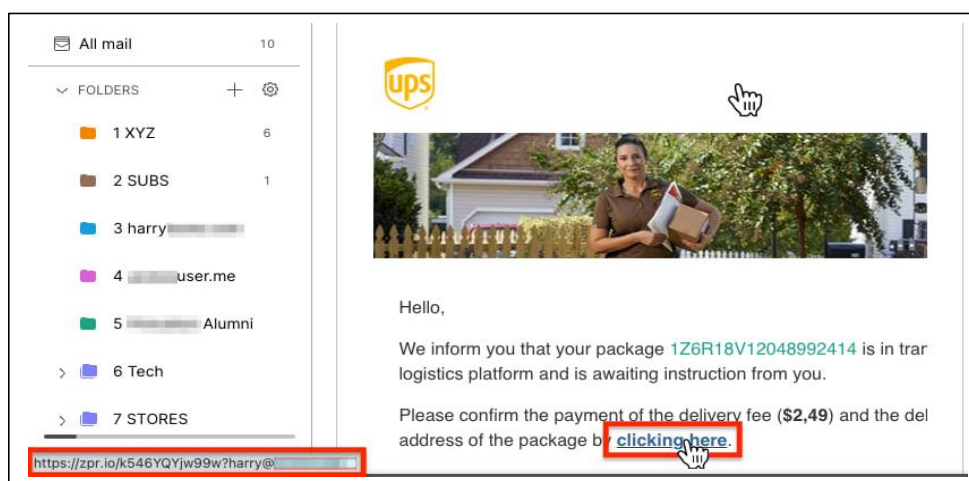 All mail 10
FOLDERS
1 XYZ 6
2 SUBS 1
3 harry
4 user.me
5 Alumni
6 Tech
7 STORES
https://zpr.io/k546YQYjw99w?harry@
ups
Hello,
We inform you that your package 1Z6R18V12048992414 is in tran
logistics platform and is awaiting instruction from you.
Please confirm the payment of the delivery fee ($2,49) and the del
address of the package by clicking here.